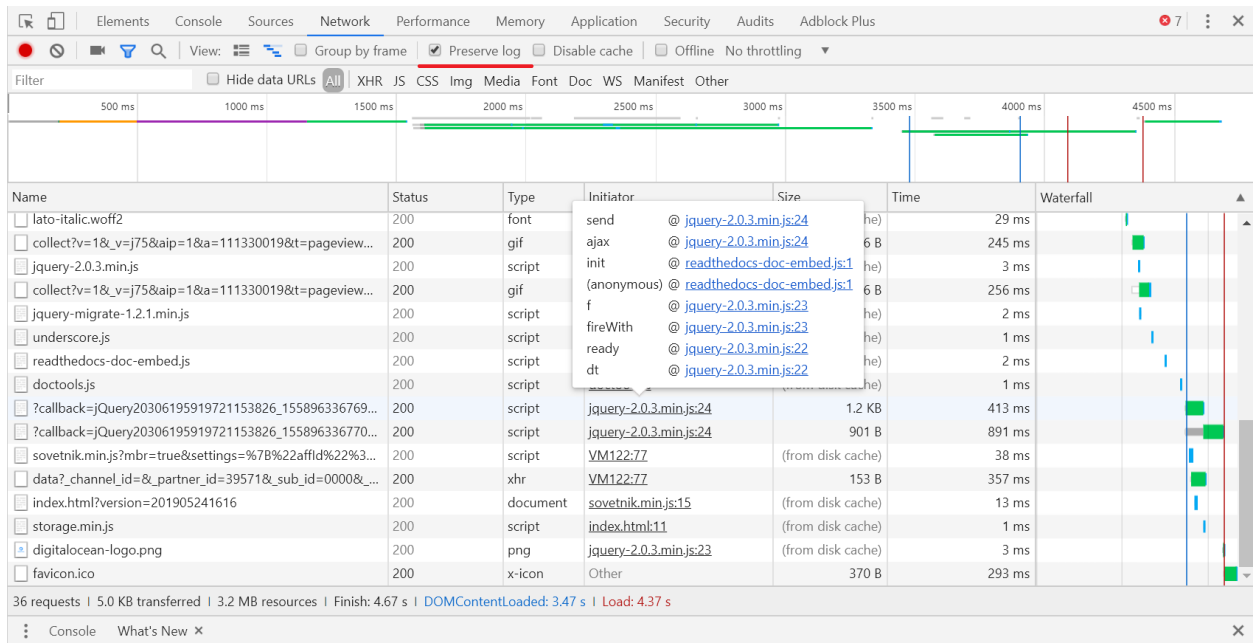 Elements Console Sources Network Performance Memory Application Security Audits Adblock Plus 7
View: Group by frame Preserve log Disable cache Offline No throttling
Filter Hide data URLs All XHR JS CSS Img Media Font Doc WS Manifest Other
500 ms 1000 ms 1500 ms 2000 ms 2500 ms 3000 ms 3500 ms 4000 ms 4500 ms
Name Status Type Initiator Size Time Waterfall
lato-italic.woff2 200 font he) 29 ms
collect?v=1&_v=j75&aip=1&a=111330019&t=pageview... 200 gif 6 B 245 ms
jquery-2.0.3.min.js 200 script he) 3 ms
collect?v=1&_v=j75&aip=1&a=111330019&t=pageview... 200 gif 6 B 256 ms
jquery-migrate-1.2.1.min.js 200 script he) 2 ms
underscore.js 200 script he) 1 ms
readthedocs-doc-embed.js 200 script he) 2 ms
doctools.js 200 script (from disk cache) 1 ms
send @ jquery-2.0.3.min.js:24
ajax @ jquery-2.0.3.min.js:24
init @ readthedocs-doc-embed.js:1
(anonymous) @ readthedocs-doc-embed.js:1
f @ jquery-2.0.3.min.js:23
fireWith @ jquery-2.0.3.min.js:23
ready @ jquery-2.0.3.min.js:22
dt @ jquery-2.0.3.min.js:22
?callback=jQuery20306195919721153826_155896336769... 200 script jquery-2.0.3.min.js:24 1.2 KB 413 ms
?callback=jQuery20306195919721153826_155896336770... 200 script jquery-2.0.3.min.js:24 901 B 891 ms
sovetnik.min.js?mbr=true&settings=%7B%22affId%22%3... 200 script VM122:77 (from disk cache) 38 ms
data?_channel_id=&_partner_id=39571&_sub_id=0000&_... 200 xhr VM122:77 153 B 357 ms
index.html?version=201905241616 200 document sovetnik.min.js:15 (from disk cache) 13 ms
storage.min.js 200 script index.html:11 (from disk cache) 1 ms
digitalocean-logo.png 200 png jquery-2.0.3.min.js:23 (from disk cache) 3 ms
favicon.ico 200 x-icon Other 370 B 293 ms
36 requests | 5.0 KB transferred | 3.2 MB resources | Finish: 4.67 s | DOMContentLoaded: 3.47 s | Load: 4.37 s
Console What's New